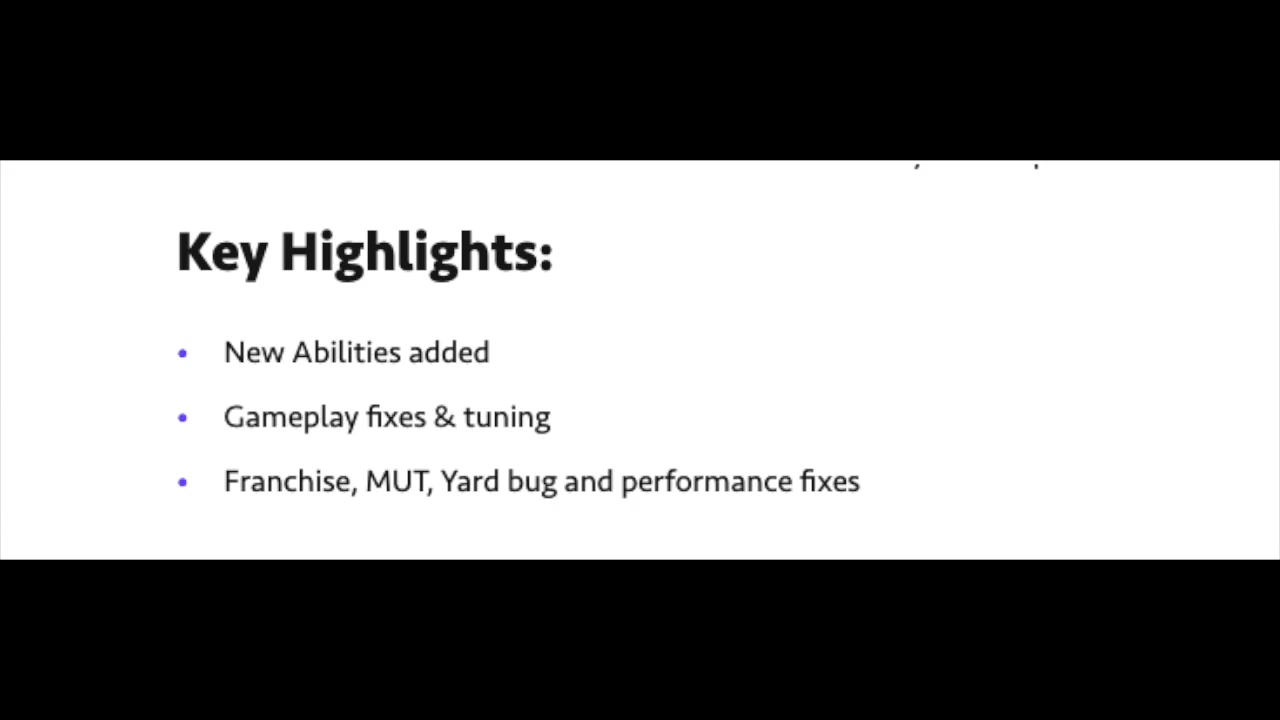 Key Highlights:
• New Abilities added
• Gameplay fixes & tuning
• Franchise, MUT, Yard bug and performance fixes